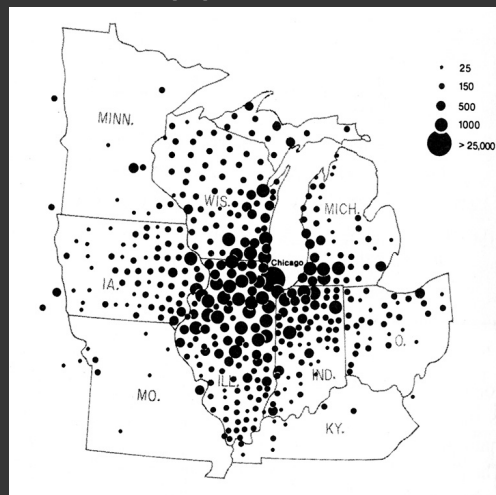 25
150
500
1000
> 25,000
MINN.
WIS.
MICH.
Chicago
IA.
ILL.
IND.
O.
MO.
KY.